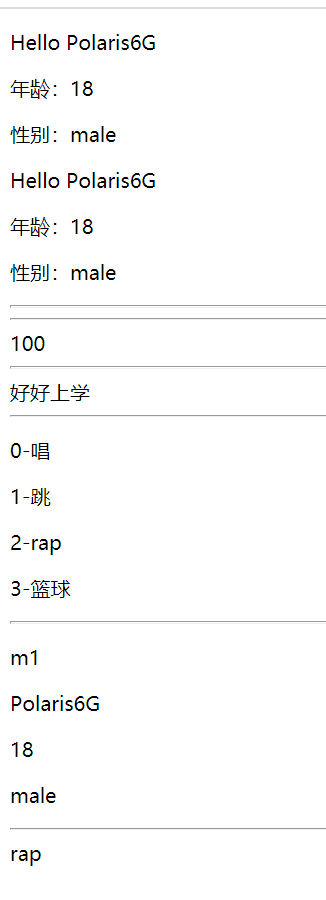 Hello Polaris6G
年龄：18
性别：male
Hello Polaris6G
年龄：18
性别：male
100
好好上学
0-唱
1-跳
2-rap
3-篮球
m1
Polaris6G
18
male
rap